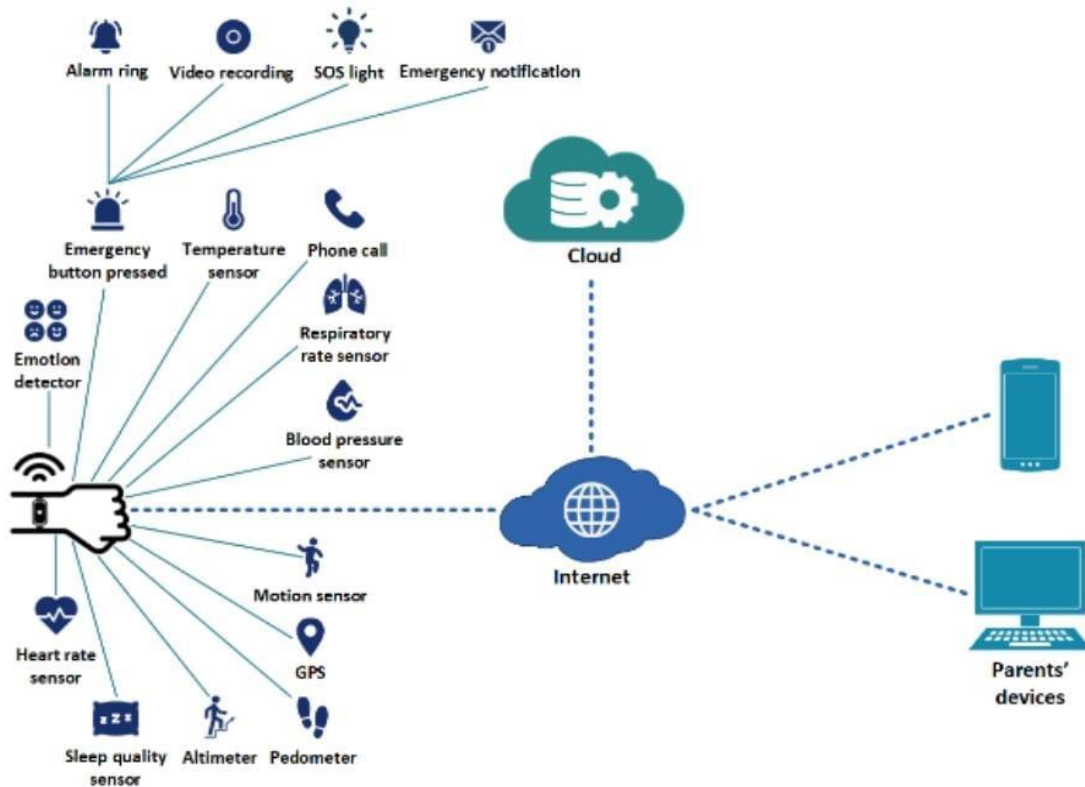 Alarm ring
Video recording
SOS light
Emergency notification
1
Emergency
button pressed
Temperature
sensor
Phone call
Emotion
detector
Respiratory
rate sensor
Blood pressure
sensor
Cloud
Internet
Motion sensor
Heart rate
sensor
GPS
z z z
Sleep quality
sensor
Altimeter
Pedometer
Parents'
devices